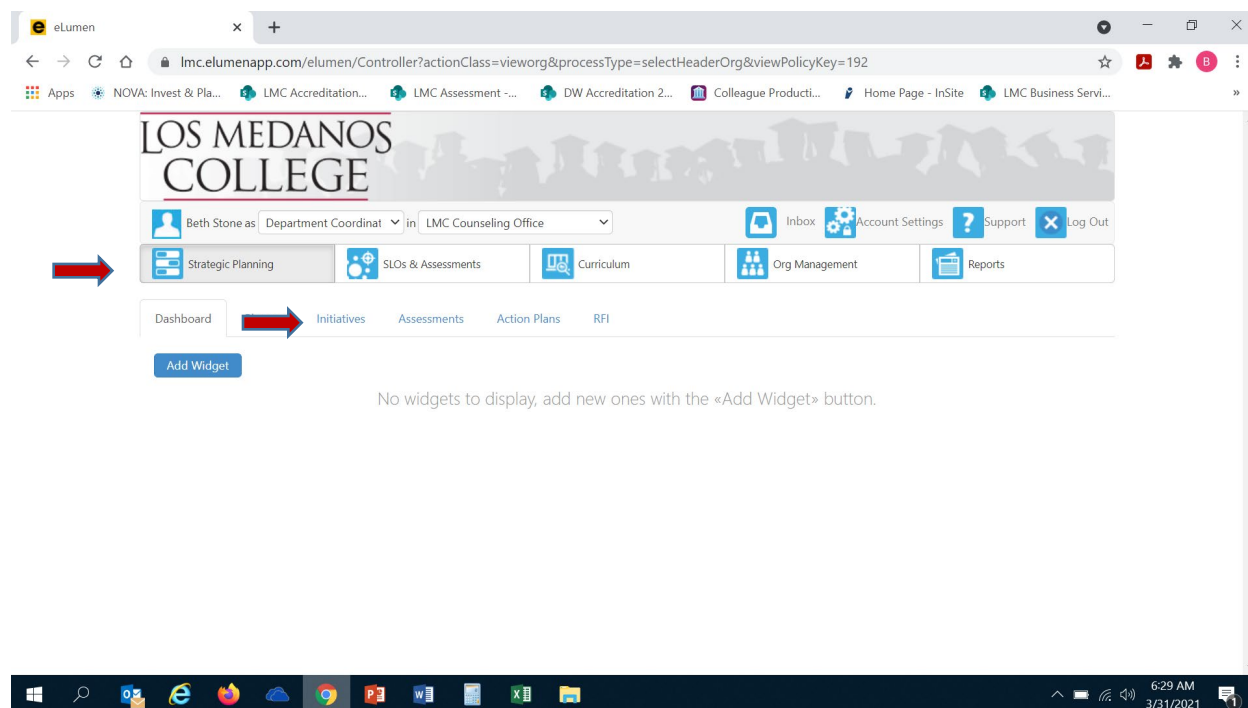 e eLumen
lmc.elumenapp.com/elumen/Controller?actionClass=vieworg&processType=selectHeaderOrg&viewPolicyKey=192
B
Apps NOVA: Invest & Pla... LMC Accreditation... LMC Assessment -... DW Accreditation 2... Colleague Producti... Home Page - InSite LMC Business Servi... »
LOS MEDANOS
COLLEGE
Beth Stone as Department Coordinat in LMC Counseling Office Inbox Account Settings ? Support Log Out
Strategic Planning SLOs & Assessments Curriculum Org Management Reports
Dashboard Initiatives Assessments Action Plans RFI
Add Widget
No widgets to display, add new ones with the «Add Widget» button.
6:29 AM
3/31/2021
1